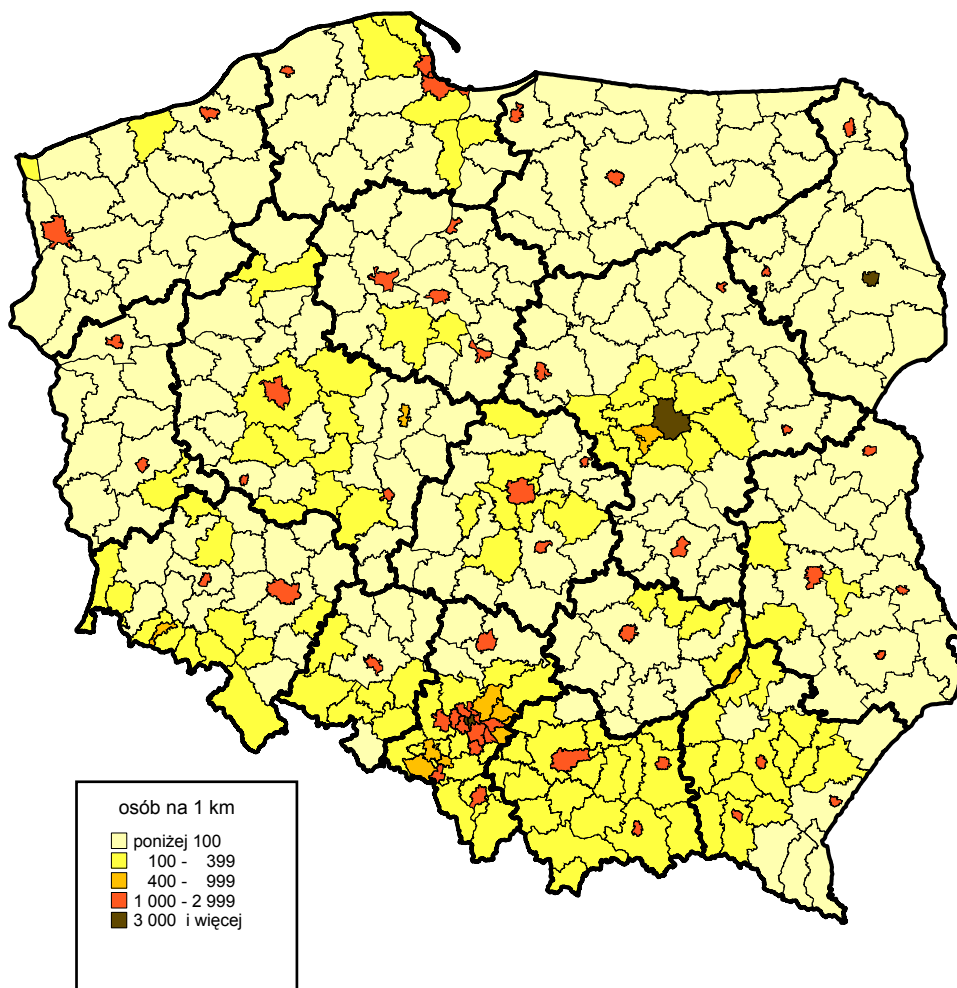 osób na 1 km
poniżej 100
100 - 399
400 - 999
1 000 - 2 999
3 000 i więcej